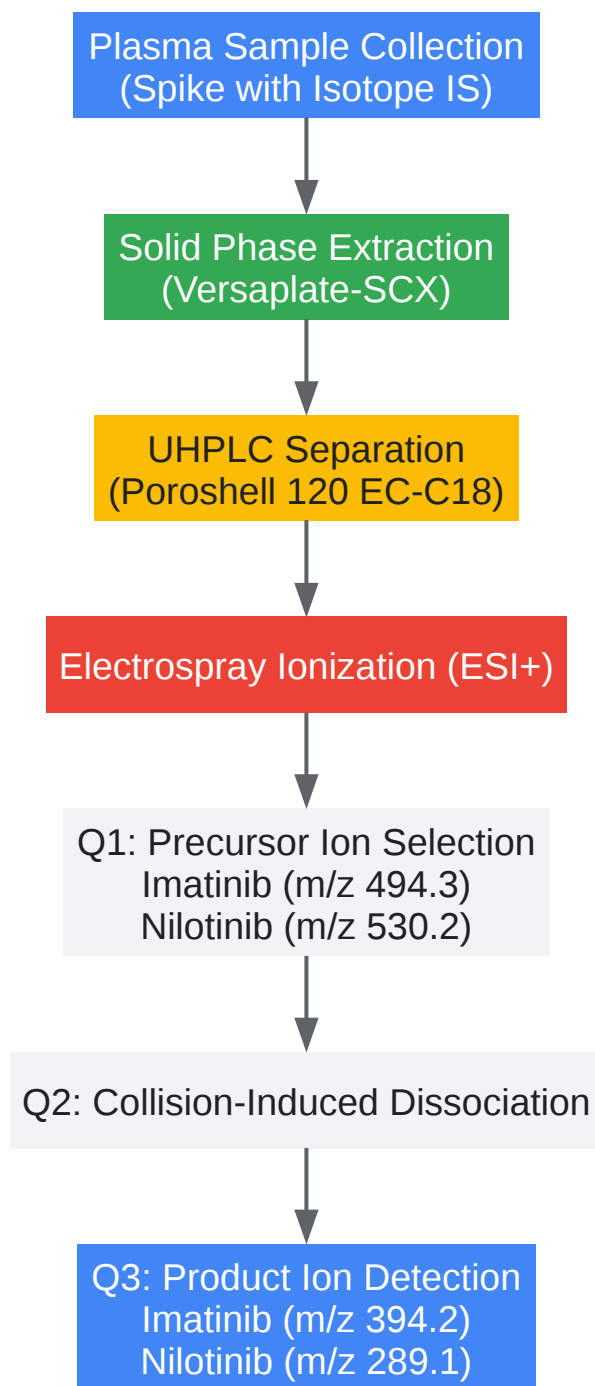 Plasma Sample Collection
(Spike with Isotope IS)
Solid Phase Extraction
(Versaplate-SCX)
UHPLC Separation
(Poroshell 120 EC-C18)
Electrospray Ionization (ESI+)
Q1: Precursor Ion Selection
Imatinib (m/z 494.3)
Nilotinib (m/z 530.2)
Q2: Collision-Induced Dissociation
Q3: Product Ion Detection
Imatinib (m/z 394.2)
Nilotinib (m/z 289.1)